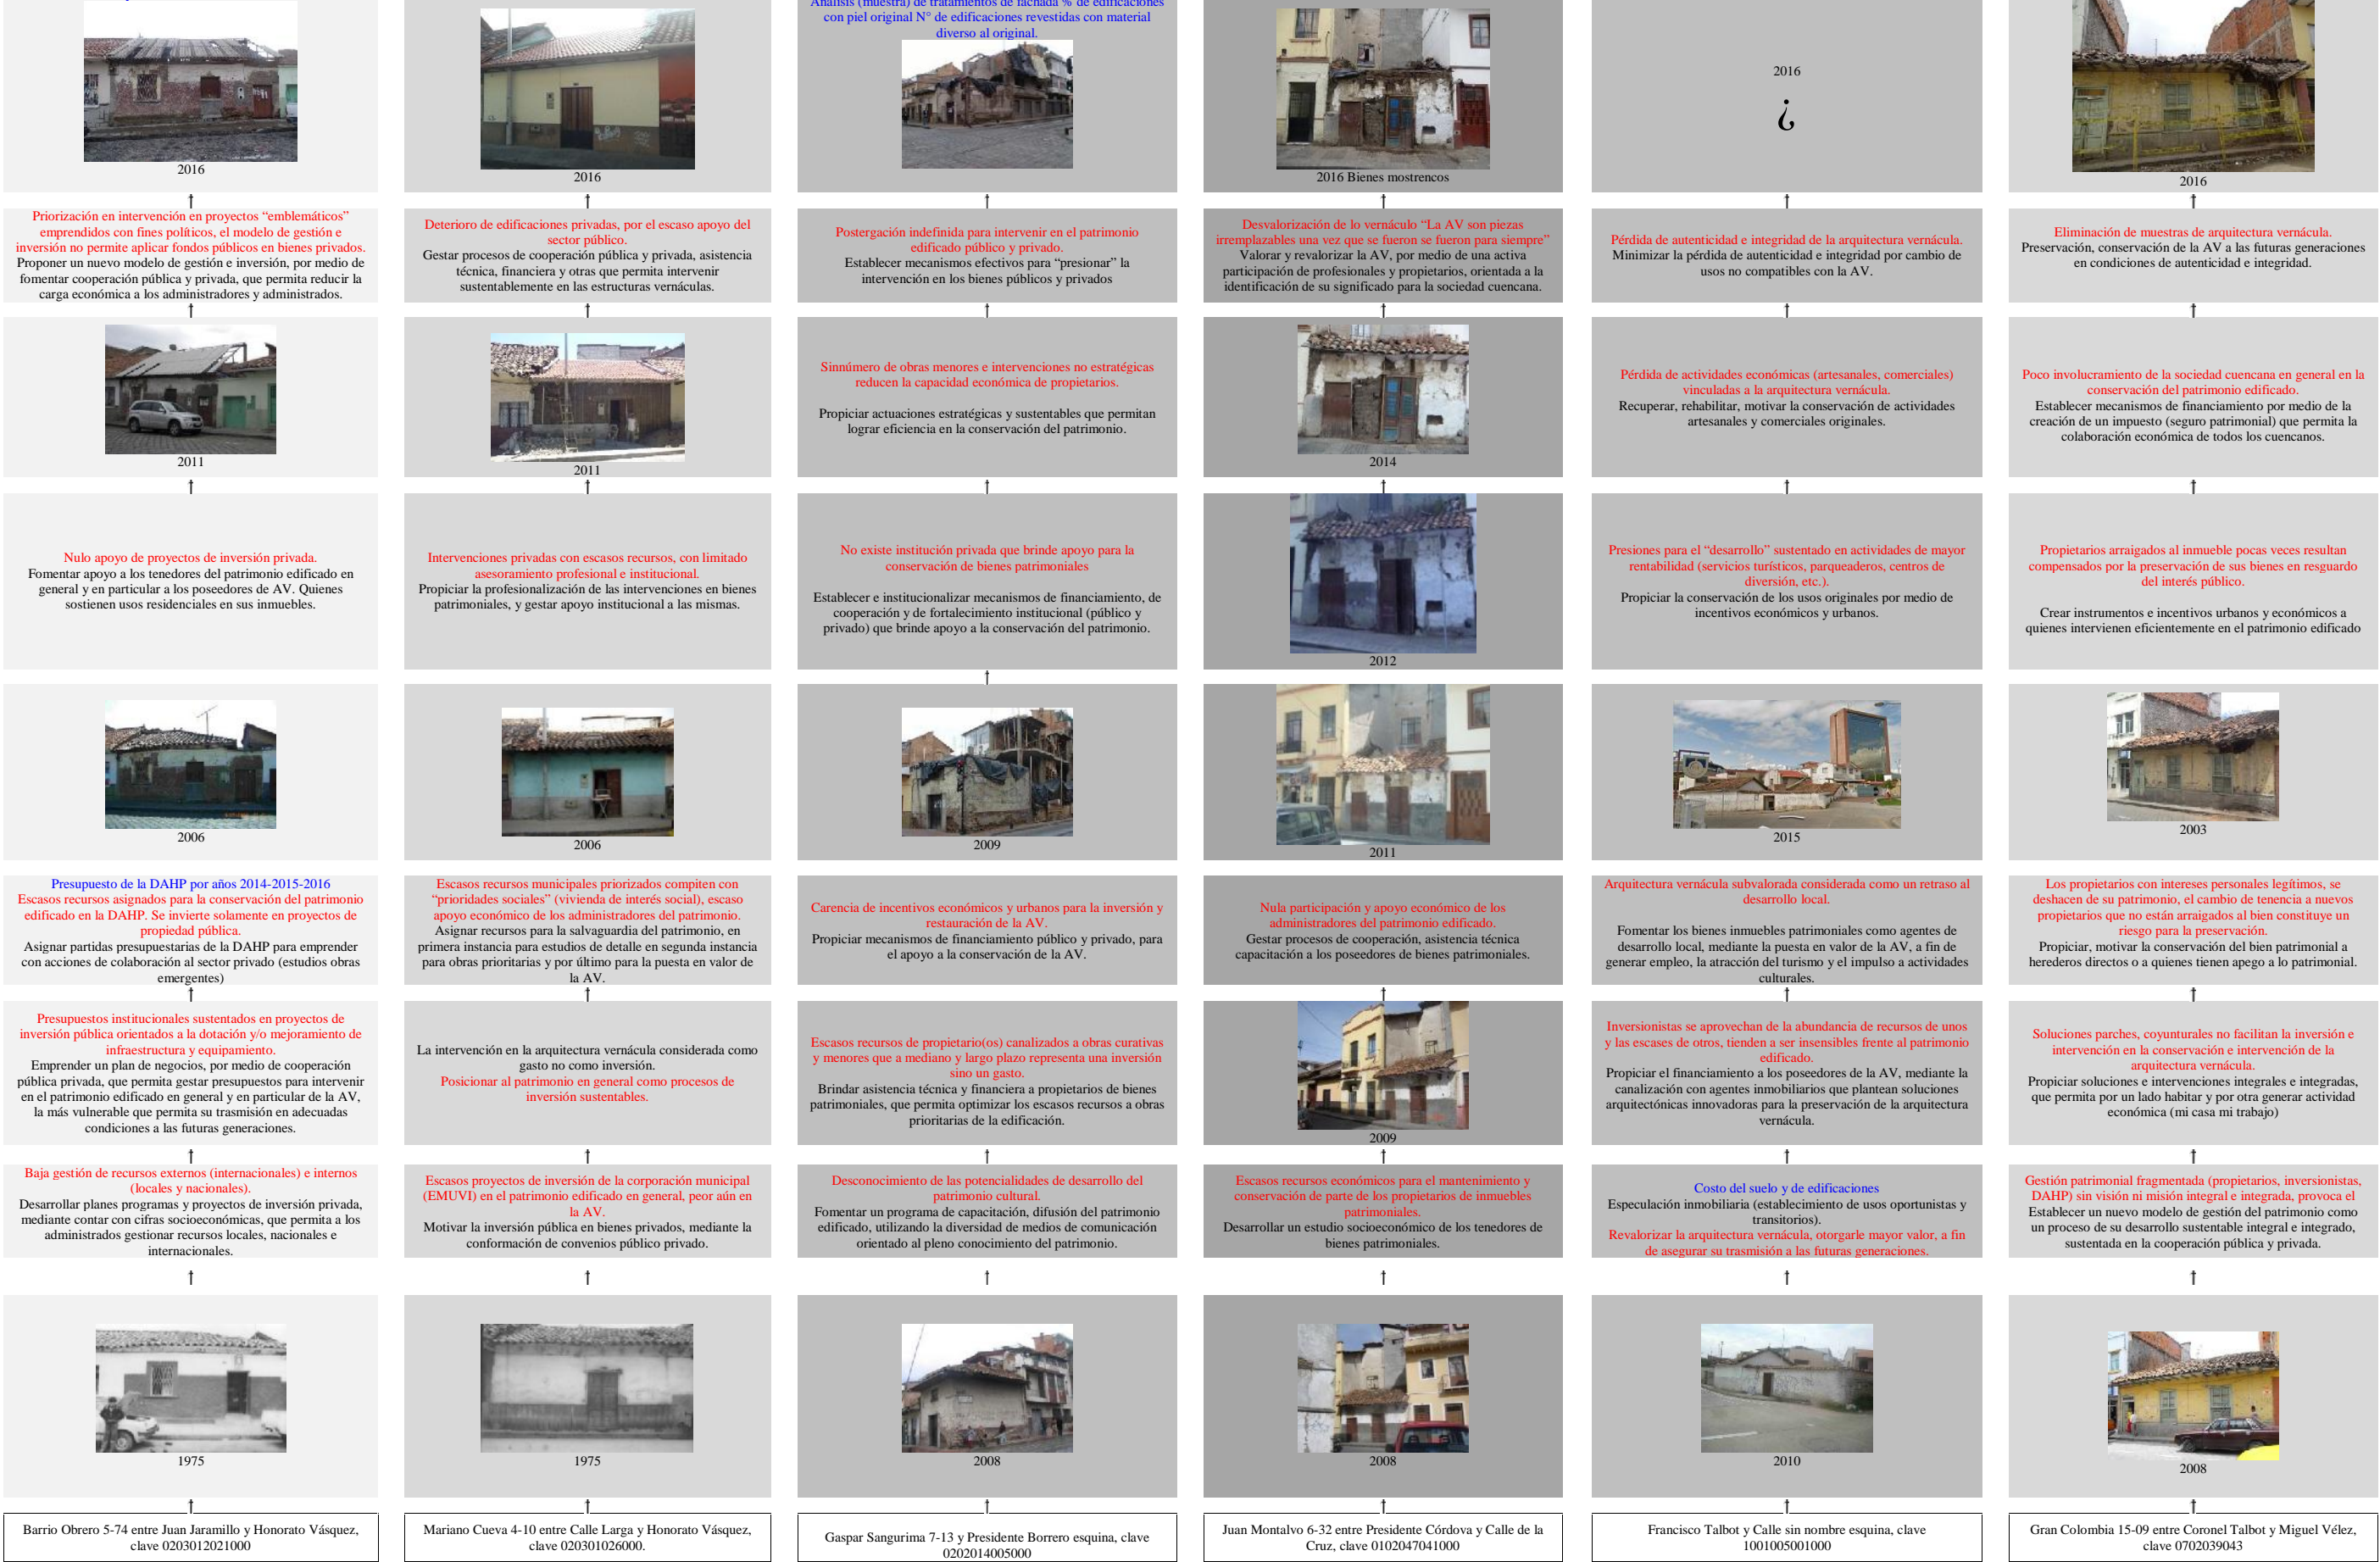 Análisis (muestra) de tratamientos de fachada % de edificaciones
con piel original N° de edificaciones revestidas con material
diverso al original.
2016
2016
2016 Bienes mostrencos
2016
¿
2016
Priorización en intervención en proyectos “emblemáticos”
emprendidos con fines políticos, el modelo de gestión e
inversión no permite aplicar fondos públicos en bienes privados.
Proponer un nuevo modelo de gestión e inversión, por medio de
fomentar cooperación pública y privada, que permita reducir la
carga económica a los administradores y administrados.
Deterioro de edificaciones privadas, por el escaso apoyo del
sector público.
Gestar procesos de cooperación pública y privada, asistencia
técnica, financiera y otras que permita intervenir
sustentablemente en las estructuras vernáculas.
Postergación indefinida para intervenir en el patrimonio
edificado público y privado.
Establecer mecanismos efectivos para “presionar” la
intervención en los bienes públicos y privados
Desvalorización de lo vernáculo “La AV son piezas
irremplazables una vez que se fueron se fueron para siempre”
Valorar y revalorizar la AV, por medio de una activa
participación de profesionales y propietarios, orientada a la
identificación de su significado para la sociedad cuencana.
Pérdida de autenticidad e integridad de la arquitectura vernácula.
Minimizar la pérdida de autenticidad e integridad por cambio de
usos no compatibles con la AV.
Eliminación de muestras de arquitectura vernácula.
Preservación, conservación de la AV a las futuras generaciones
en condiciones de autenticidad e integridad.
2011
2011
Sinnúmero de obras menores e intervenciones no estratégicas
reducen la capacidad económica de propietarios.
Propiciar actuaciones estratégicas y sustentables que permitan
lograr eficiencia en la conservación del patrimonio.
2014
Pérdida de actividades económicas (artesanales, comerciales)
vinculadas a la arquitectura vernácula.
Recuperar, rehabilitar, motivar la conservación de actividades
artesanales y comerciales originales.
Poco involucramiento de la sociedad cuencana en general en la
conservación del patrimonio edificado.
Establecer mecanismos de financiamiento por medio de la
creación de un impuesto (seguro patrimonial) que permita la
colaboración económica de todos los cuencanos.
Nulo apoyo de proyectos de inversión privada.
Fomentar apoyo a los tenedores del patrimonio edificado en
general y en particular a los poseedores de AV. Quienes
sostienen usos residenciales en sus inmuebles.
Intervenciones privadas con escasos recursos, con limitado
asesoramiento profesional e institucional.
Propiciar la profesionalización de las intervenciones en bienes
patrimoniales, y gestar apoyo institucional a las mismas.
No existe institución privada que brinde apoyo para la
conservación de bienes patrimoniales
Establecer e institucionalizar mecanismos de financiamiento, de
cooperación y de fortalecimiento institucional (público y
privado) que brinde apoyo a la conservación del patrimonio.
2012
Presiones para el “desarrollo” sustentado en actividades de mayor
rentabilidad (servicios turísticos, parqueaderos, centros de
diversión, etc.).
Propiciar la conservación de los usos originales por medio de
incentivos económicos y urbanos.
Propietarios arraigados al inmueble pocas veces resultan
compensados por la preservación de sus bienes en resguardo
del interés público.
Crear instrumentos e incentivos urbanos y económicos a
quienes intervienen eficientemente en el patrimonio edificado
2006
2006
2009
2011
2015
2003
Presupuesto de la DAHP por años 2014-2015-2016
Escasos recursos asignados para la conservación del patrimonio
edificado en la DAHP. Se invierte solamente en proyectos de
propiedad pública.
Asignar partidas presupuestarias de la DAHP para emprender
con acciones de colaboración al sector privado (estudios obras
emergentes)
Escasos recursos municipales priorizados compiten con
“prioridades sociales” (vivienda de interés social), escaso
apoyo económico de los administradores del patrimonio.
Asignar recursos para la salvaguardia del patrimonio, en
primera instancia para estudios de detalle en segunda instancia
para obras prioritarias y por último para la puesta en valor de
la AV.
Carencia de incentivos económicos y urbanos para la inversión y
restauración de la AV.
Propiciar mecanismos de financiamiento público y privado, para
el apoyo a la conservación de la AV.
Nula participación y apoyo económico de los
administradores del patrimonio edificado.
Gestar procesos de cooperación, asistencia técnica
capacitación a los poseedores de bienes patrimoniales.
Arquitectura vernácula subvalorada considerada como un retraso al
desarrollo local.
Fomentar los bienes inmuebles patrimoniales como agentes de
desarrollo local, mediante la puesta en valor de la AV, a fin de
generar empleo, la atracción del turismo y el impulso a actividades
culturales.
Los propietarios con intereses personales legítimos, se
deshacen de su patrimonio, el cambio de tenencia a nuevos
propietarios que no están arraigados al bien constituye un
riesgo para la preservación.
Propiciar, motivar la conservación del bien patrimonial a
herederos directos o a quienes tienen apego a lo patrimonial.
Presupuestos institucionales sustentados en proyectos de
inversión pública orientados a la dotación y/o mejoramiento de
infraestructura y equipamiento.
Emprender un plan de negocios, por medio de cooperación
pública privada, que permita gestar presupuestos para intervenir
en el patrimonio edificado en general y en particular de la AV,
la más vulnerable que permita su trasmisión en adecuadas
condiciones a las futuras generaciones.
La intervención en la arquitectura vernácula considerada como
gasto no como inversión.
Posicionar al patrimonio en general como procesos de
inversión sustentables.
Escasos recursos de propietario(os) canalizados a obras curativas
y menores que a mediano y largo plazo representa una inversión
sino un gasto.
Brindar asistencia técnica y financiera a propietarios de bienes
patrimoniales, que permita optimizar los escasos recursos a obras
prioritarias de la edificación.
2009
Inversionistas se aprovechan de la abundancia de recursos de unos
y las escases de otros, tienden a ser insensibles frente al patrimonio
edificado.
Propiciar el financiamiento a los poseedores de la AV, mediante la
canalización con agentes inmobiliarios que plantean soluciones
arquitectónicas innovadoras para la preservación de la arquitectura
vernácula.
Soluciones parches, coyunturales no facilitan la inversión e
intervención en la conservación e intervención de la
arquitectura vernácula.
Propiciar soluciones e intervenciones integrales e integradas,
que permita por un lado habitar y por otra generar actividad
económica (mi casa mi trabajo)
Baja gestión de recursos externos (internacionales) e internos
(locales y nacionales).
Desarrollar planes programas y proyectos de inversión privada,
mediante contar con cifras socioeconómicas, que permita a los
administrados gestionar recursos locales, nacionales e
internacionales.
Escasos proyectos de inversión de la corporación municipal
(EMUVI) en el patrimonio edificado en general, peor aún en
la AV.
Motivar la inversión pública en bienes privados, mediante la
conformación de convenios público privado.
Desconocimiento de las potencialidades de desarrollo del
patrimonio cultural.
Fomentar un programa de capacitación, difusión del patrimonio
edificado, utilizando la diversidad de medios de comunicación
orientado al pleno conocimiento del patrimonio.
Escasos recursos económicos para el mantenimiento y
conservación de parte de los propietarios de inmuebles
patrimoniales.
Desarrollar un estudio socioeconómico de los tenedores de
bienes patrimoniales.
Costo del suelo y de edificaciones
Especulación inmobiliaria (establecimiento de usos oportunistas y
transitorios).
Revalorizar la arquitectura vernácula, otorgarle mayor valor, a fin
de asegurar su trasmisión a las futuras generaciones.
Gestión patrimonial fragmentada (propietarios, inversionistas,
DAHP) sin visión ni misión integral e integrada, provoca el
Establecer un nuevo modelo de gestión del patrimonio como
un proceso de su desarrollo sustentable integral e integrado,
sustentada en la cooperación pública y privada.
1975
1975
2008
2008
2010
2008
Barrio Obrero 5-74 entre Juan Jaramillo y Honorato Vásquez,
clave 0203012021000
Mariano Cueva 4-10 entre Calle Larga y Honorato Vásquez,
clave 020301026000.
Gaspar Sangurima 7-13 y Presidente Borrero esquina, clave
0202014005000
Juan Montalvo 6-32 entre Presidente Córdova y Calle de la
Cruz, clave 0102047041000
Francisco Talbot y Calle sin nombre esquina, clave
1001005001000
Gran Colombia 15-09 entre Coronel Talbot y Miguel Vélez,
clave 0702039043